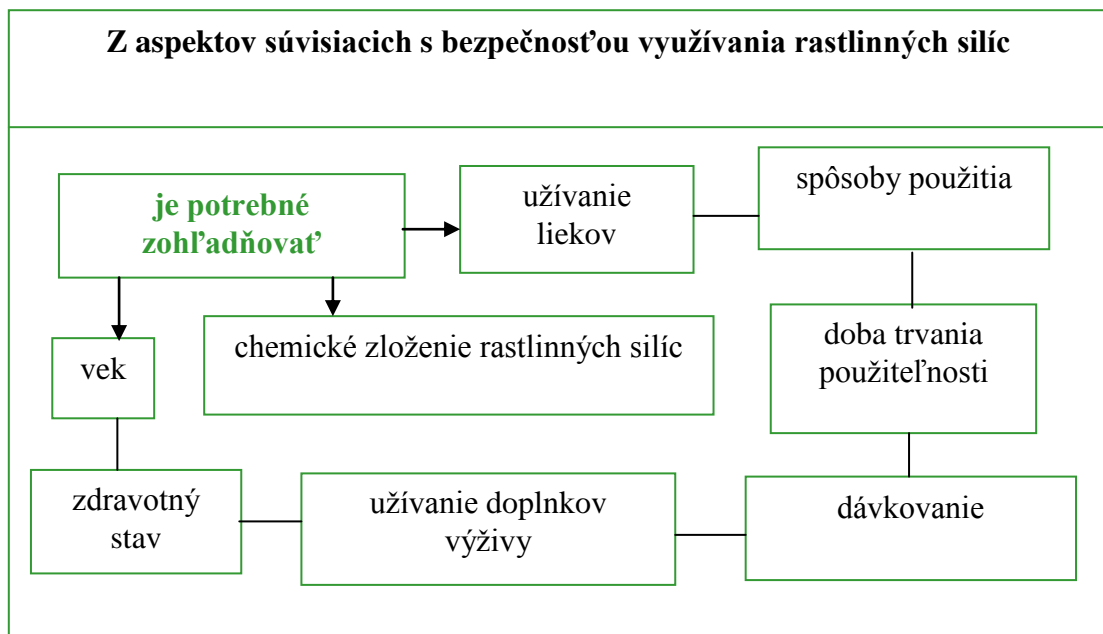 Z aspektov súvisiacich s bezpečnosťou využívania rastlinných silíc
je potrebné
zohľadňovať
užívanie
liekov
spôsoby použitia
chemické zloženie rastlinných silíc
doba trvania
použiteľnosti
vek
zdravotný
stav
užívanie doplnkov
výživy
dávkovanie